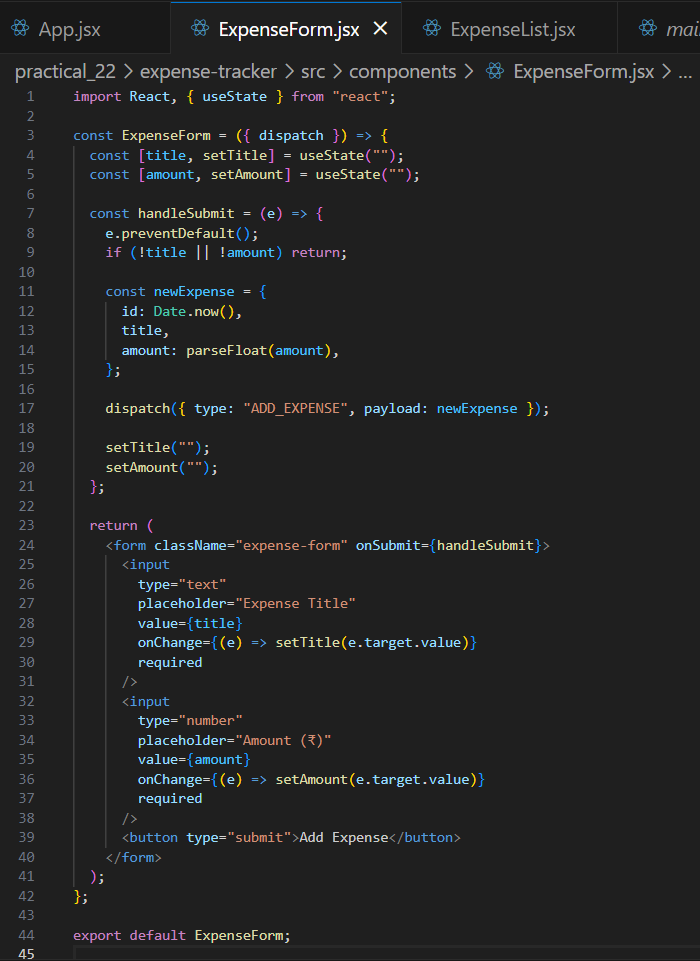 App.jsx ExpenseForm.jsx ExpenseList.jsx
practical_22 > expense-tracker > src > components > ExpenseForm.jsx > ...
1 import React, { useState } from "react";
2
3 const ExpenseForm = ({ dispatch }) => {
4   const [title, setTitle] = useState("");
5   const [amount, setAmount] = useState("");
6
7   const handleSubmit = (e) => {
8     e.preventDefault();
9     if (!title || !amount) return;
10
11     const newExpense = {
12       id: Date.now(),
13       title,
14       amount: parseFloat(amount),
15     };
16
17     dispatch({ type: "ADD_EXPENSE", payload: newExpense });
18
19     setTitle("");
20     setAmount("");
21   };
22
23   return (
24     <form className="expense-form" onSubmit={handleSubmit}>
25       <input
26         type="text"
27         placeholder="Expense Title"
28         value={title}
29         onChange={(e) => setTitle(e.target.value)}
30         required
31       />
32       <input
33         type="number"
34         placeholder="Amount (₹)"
35         value={amount}
36         onChange={(e) => setAmount(e.target.value)}
37         required
38       />
39       <button type="submit">Add Expense</button>
40     </form>
41   );
42 };
43
44 export default ExpenseForm;
45